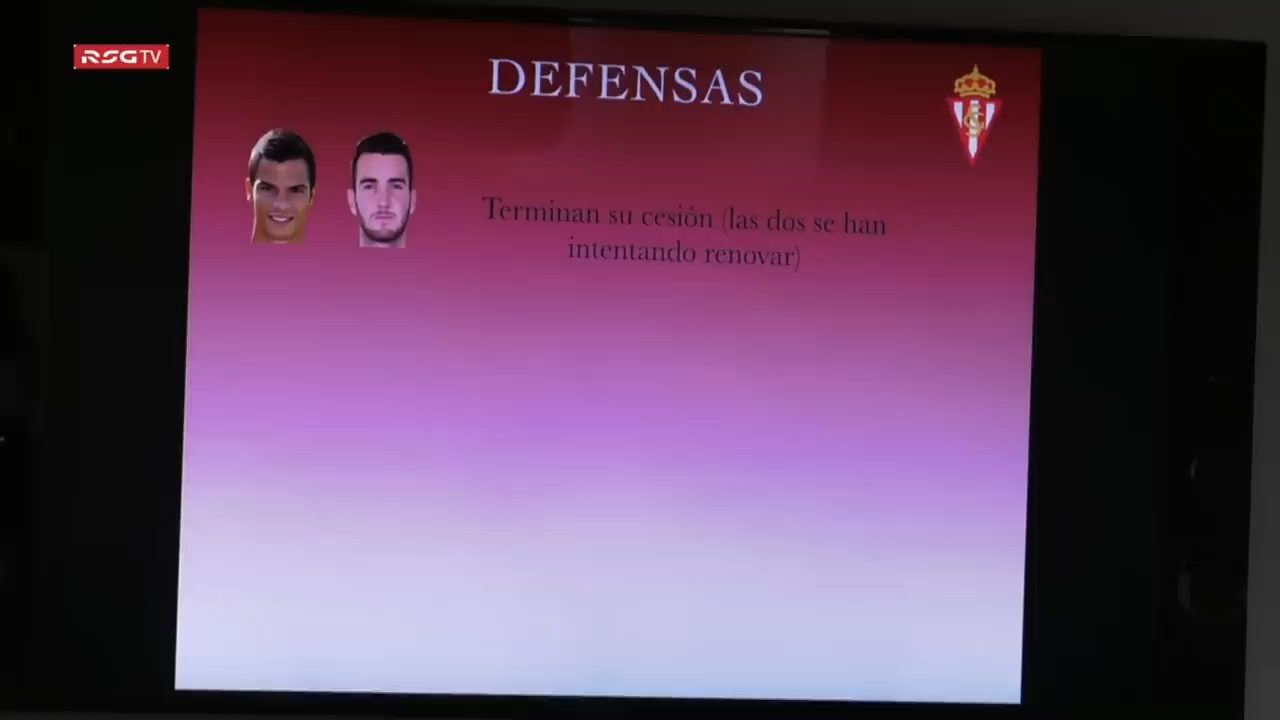 RSGTV
DEFENSAS
Terminan su cesión (las dos se han
intentando renovar)